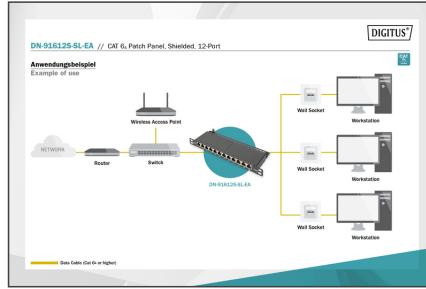 DIGITUS®
DN-91612S-SL-EA // CAT 6A Patch Panel, Shielded, 12-Port
Anwendungsbeispiel
Example of use
CAT
Wireless Access Point
NETWORK
Router
Switch
DN-91612S-SL-EA
Wall Socket
Workstation
Wall Socket
Workstation
Wall Socket
Workstation
Data Cable (Cat 6A or higher)